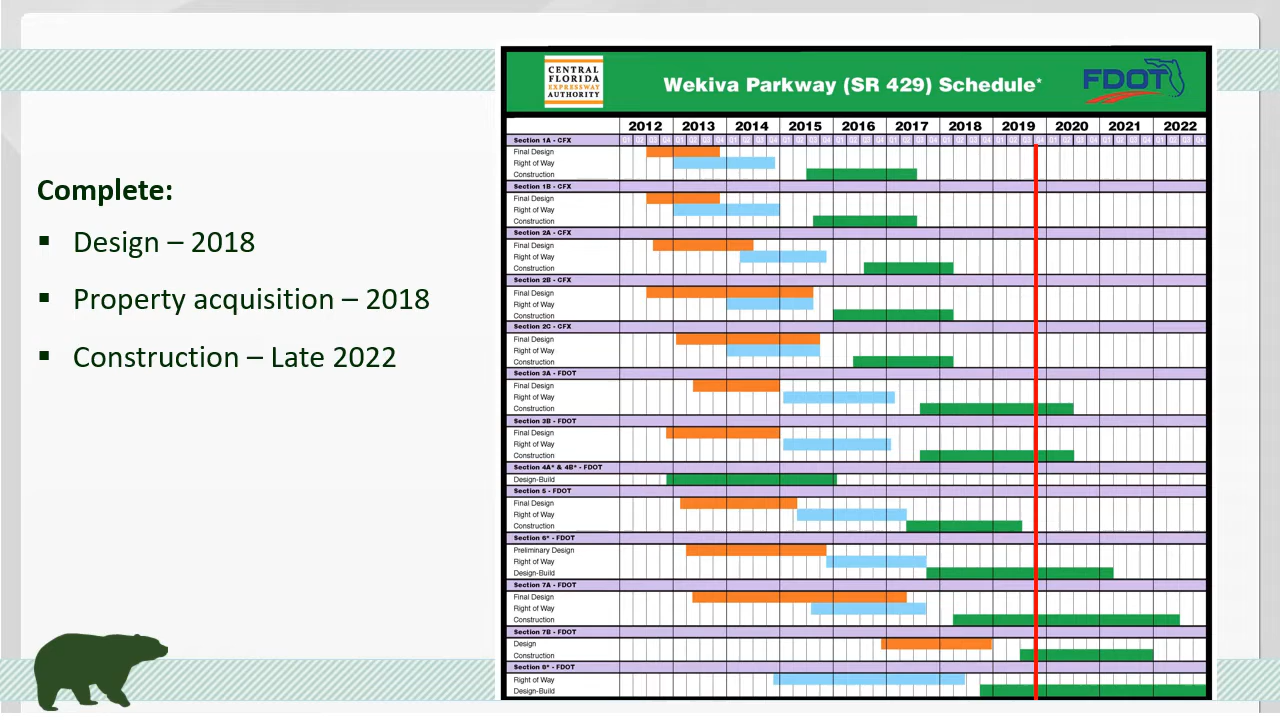 Complete:
▪ Design – 2018
▪ Property acquisition – 2018
▪ Construction – Late 2022
CENTRAL
FLORIDA
EXPRESSWAY
AUTHORITY
Wekiva Parkway (SR 429) Schedule*
FDOT
2012 2013 2014 2015 2016 2017 2018 2019 2020 2021 2022
Section 1A - CFX
Final Design
Right of Way
Construction
Section 1B - CFX
Final Design
Right of Way
Construction
Section 2A - CFX
Final Design
Right of Way
Construction
Section 2B - CFX
Final Design
Right of Way
Construction
Section 2C - CFX
Final Design
Right of Way
Construction
Section 3A - FDOT
Final Design
Right of Way
Construction
Section 3B - FDOT
Final Design
Right of Way
Construction
Section 4A* & 4B* - FDOT
Design-Build
Section 5 - FDOT
Final Design
Right of Way
Construction
Section 6* - FDOT
Preliminary Design
Right of Way
Design-Build
Section 7A - FDOT
Final Design
Right of Way
Construction
Section 7B - FDOT
Design
Construction
Section 8* - FDOT
Right of Way
Design-Build